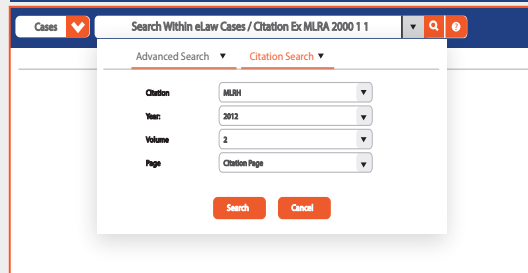 Cases Search Within eLaw Cases / Citation Ex MLRA 2000 1 1
Advanced Search Citation Search
Citation MLRH
Year: 2012
Volume 2
Page Citation Page
Search Cancel